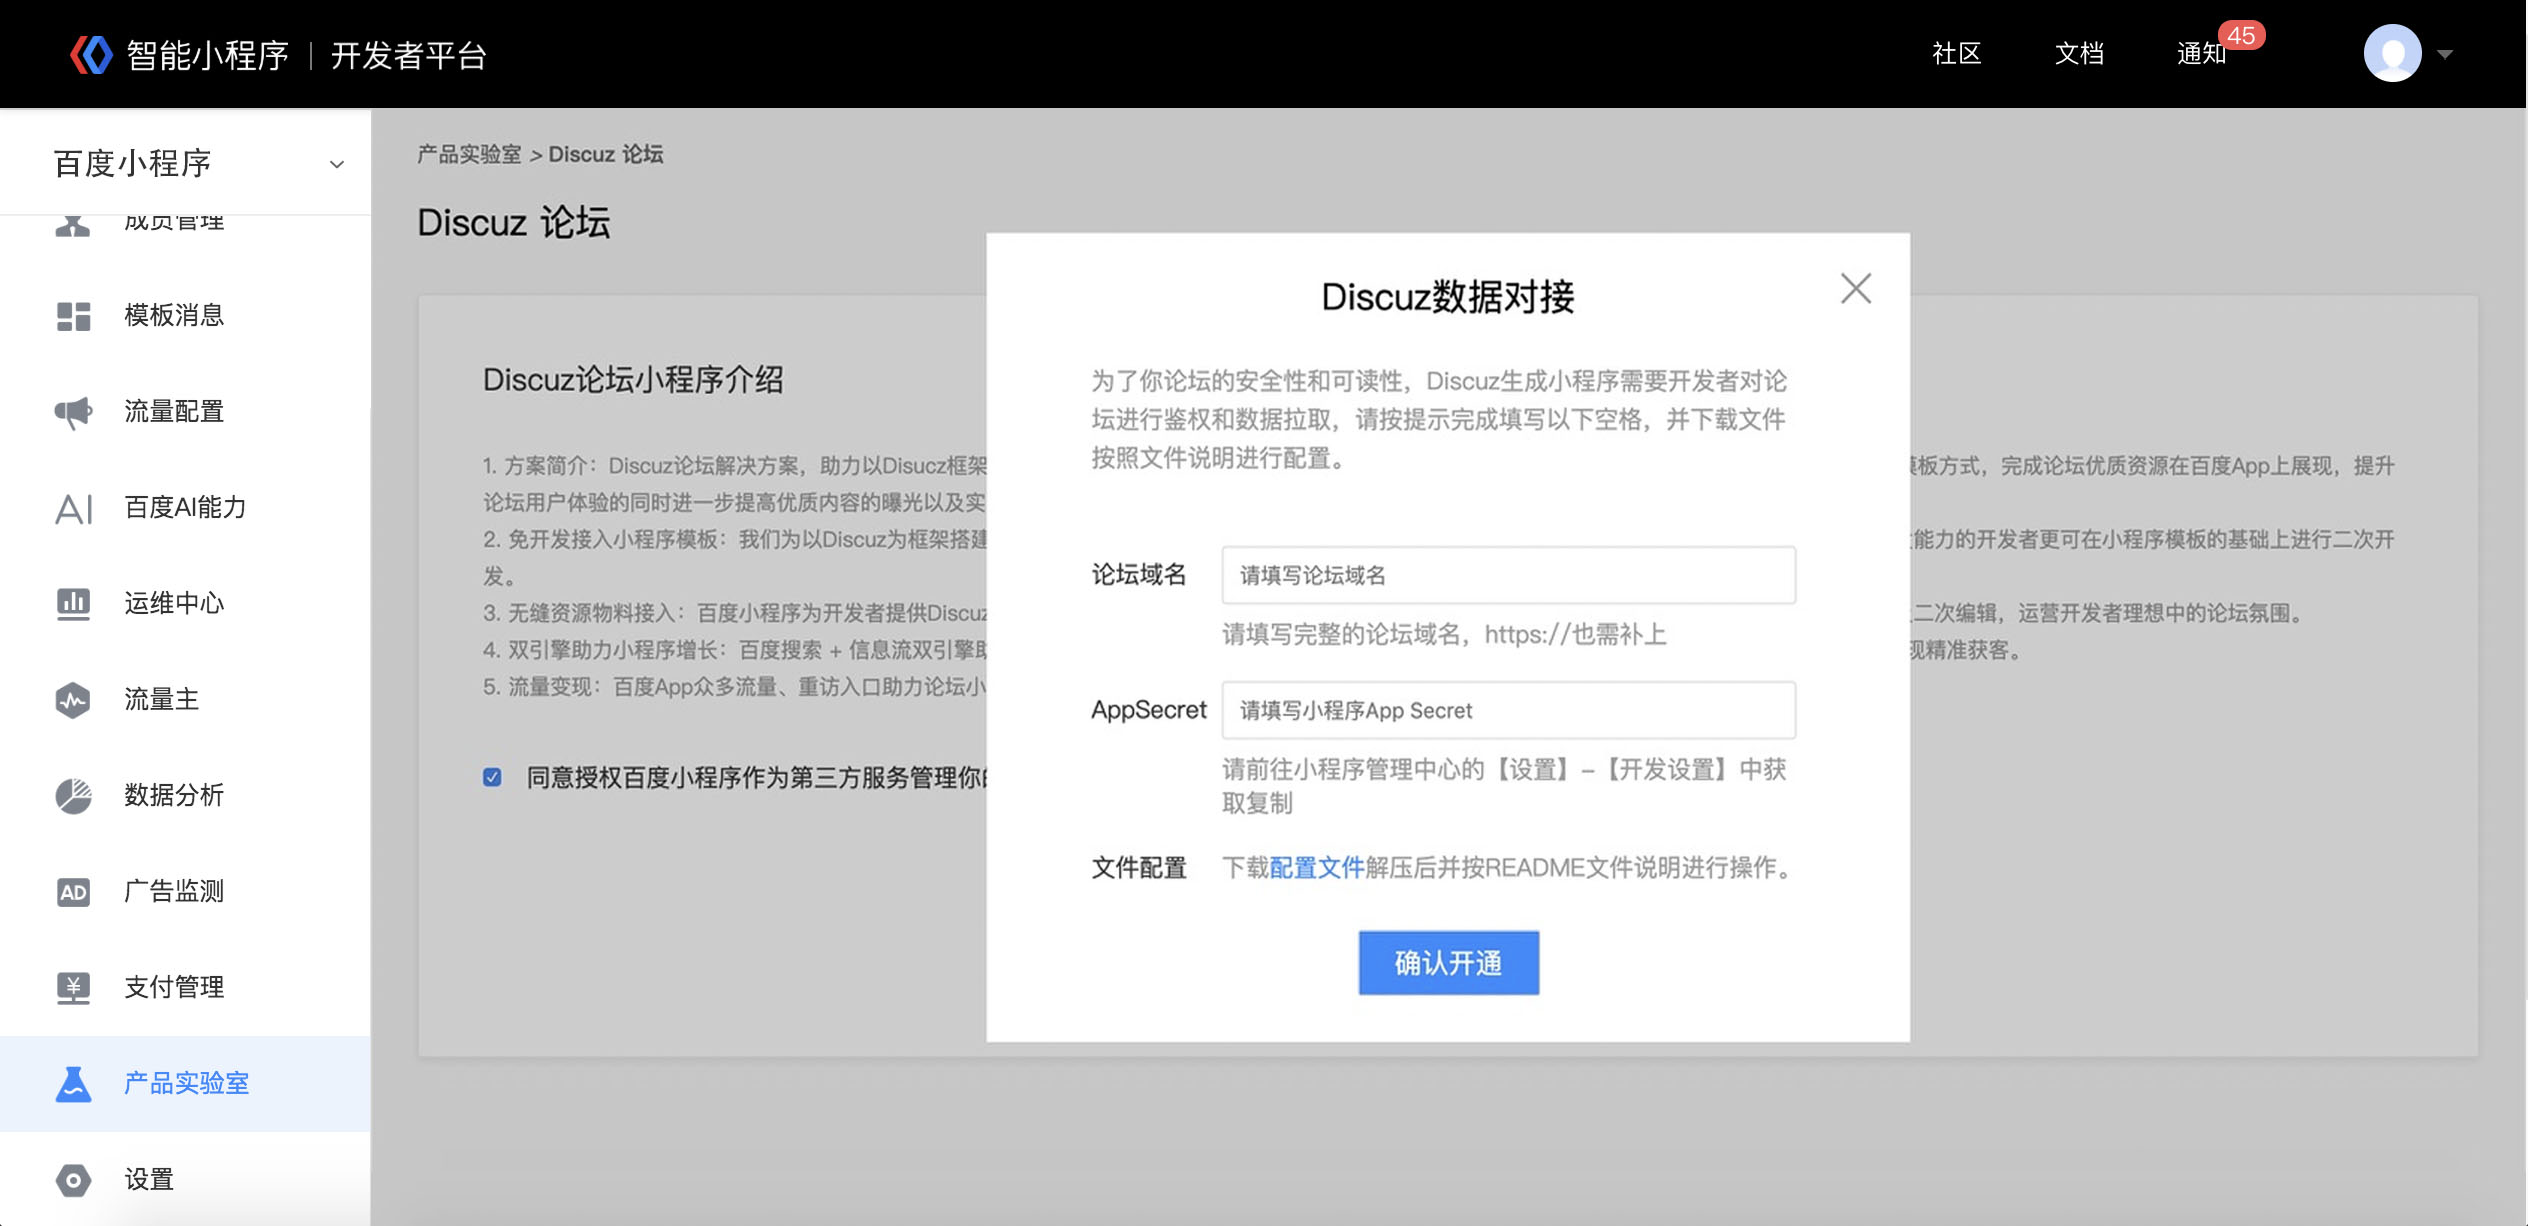 智能小程序 | 开发者平台
社区
文档
通知
45
百度小程序
成员管理
模板消息
流量配置
百度AI能力
运维中心
流量主
数据分析
AD
广告监测
支付管理
产品实验室
设置
产品实验室 > Discuz 论坛
Discuz 论坛
Discuz论坛小程序介绍
1. 方案简介：Discuz论坛解决方案，助力以Disucz框架
板方式，完成论坛优质资源在百度App上展现，提升
论坛用户体验的同时进一步提高优质内容的曝光以及实
2. 免开发接入小程序模板：我们为以Discuz为框架搭建
能力的开发者更可在小程序模板的基础上进行二次开
发。
3. 无缝资源物料接入：百度小程序为开发者提供Discuz
二次编辑，运营开发者理想中的论坛氛围。
4. 双引擎助力小程序增长：百度搜索 + 信息流双引擎助
现精准获客。
5. 流量变现：百度App众多流量、重访入口助力论坛小
同意授权百度小程序作为第三方服务管理你的
Discuz数据对接
为了你论坛的安全性和可读性，Discuz生成小程序需要开发者对论
坛进行鉴权和数据拉取，请按提示完成填写以下空格，并下载文件
按照文件说明进行配置。
论坛域名
请填写论坛域名
请填写完整的论坛域名，https://也需补上
AppSecret
请填写小程序App Secret
请前往小程序管理中心的【设置】–【开发设置】中获
取复制
文件配置
下载配置文件解压后并按README文件说明进行操作。
确认开通